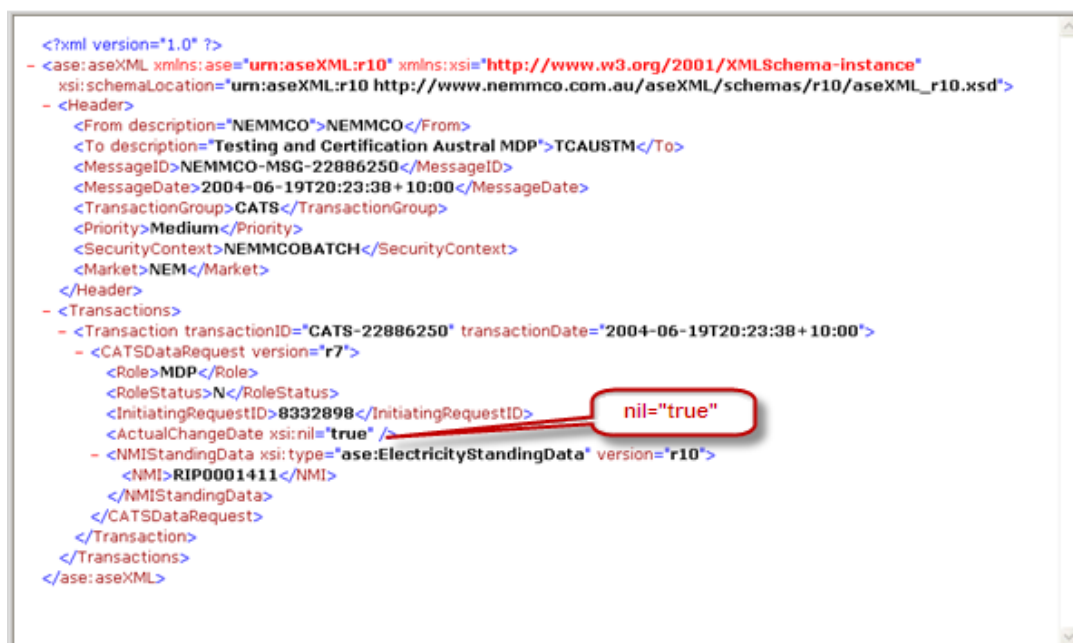 <?xml version="1.0" ?>
- <ase:aseXML xmlns:ase="urn:aseXML:r10" xmlns:xsi="http://www.w3.org/2001/XMLSchema-instance"
xsi:schemaLocation="urn:aseXML:r10 http://www.nemmco.com.au/aseXML/schemas/r10/aseXML_r10.xsd">
- <Header>
<From description="NEMMCO">NEMMCO</From>
<To description="Testing and Certification Austral MDP">TCAUSTM</To>
<MessageID>NEMMCO-MSG-22886250</MessageID>
<MessageDate>2004-06-19T20:23:38+10:00</MessageDate>
<TransactionGroup>CATS</TransactionGroup>
<Priority>Medium</Priority>
<SecurityContext>NEMMCOBATCH</SecurityContext>
<Market>NEM</Market>
</Header>
- <Transactions>
- <Transaction transactionID="CATS-22886250" transactionDate="2004-06-19T20:23:38+10:00">
- <CATSDataRequest version="r7">
<Role>MDP</Role>
<RoleStatus>N</RoleStatus>
<InitiatingRequestID>8332898</InitiatingRequestID>
nil="true"
<ActualChangeDate xsi:nil="true" />
- <NMIStandingData xsi:type="ase:ElectricityStandingData" version="r10">
<NMI>RIP0001411</NMI>
</NMIStandingData>
</CATSDataRequest>
</Transaction>
</Transactions>
</ase:aseXML>